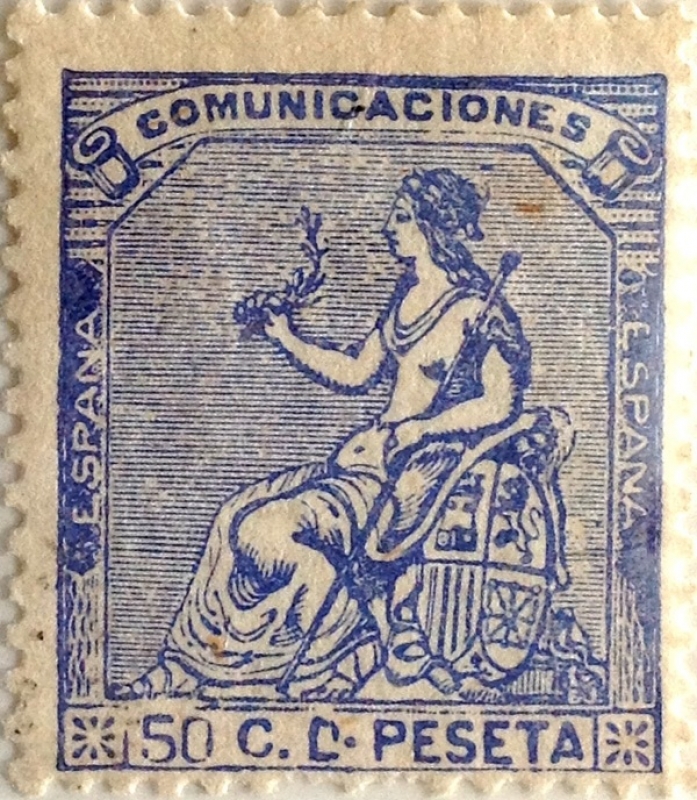 COMUNICACIONES
ESPAÑA
ESPAÑA
50 C. D. PESETA